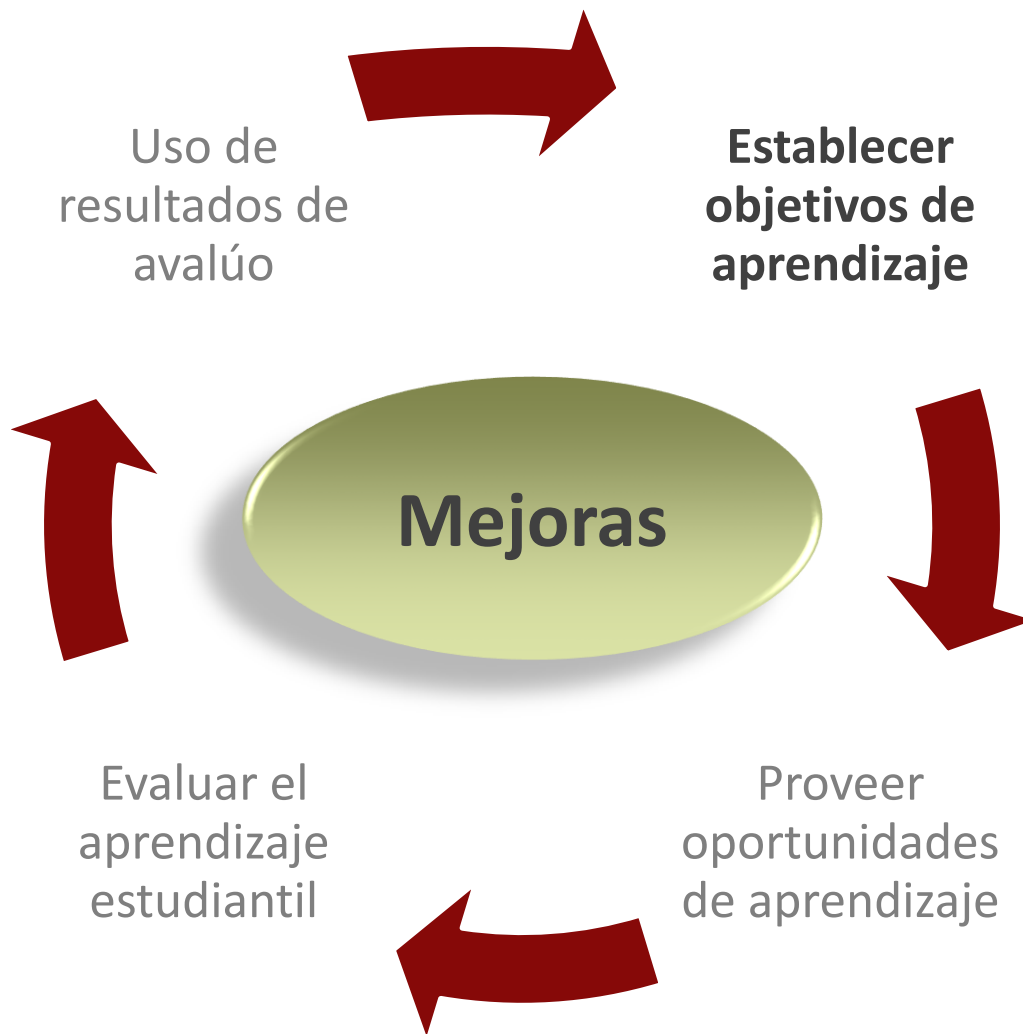 Uso de
resultados de
avalúo
Establecer
objetivos de
aprendizaje
Mejoras
Evaluar el
aprendizaje
estudiantil
Proveer
oportunidades
de aprendizaje